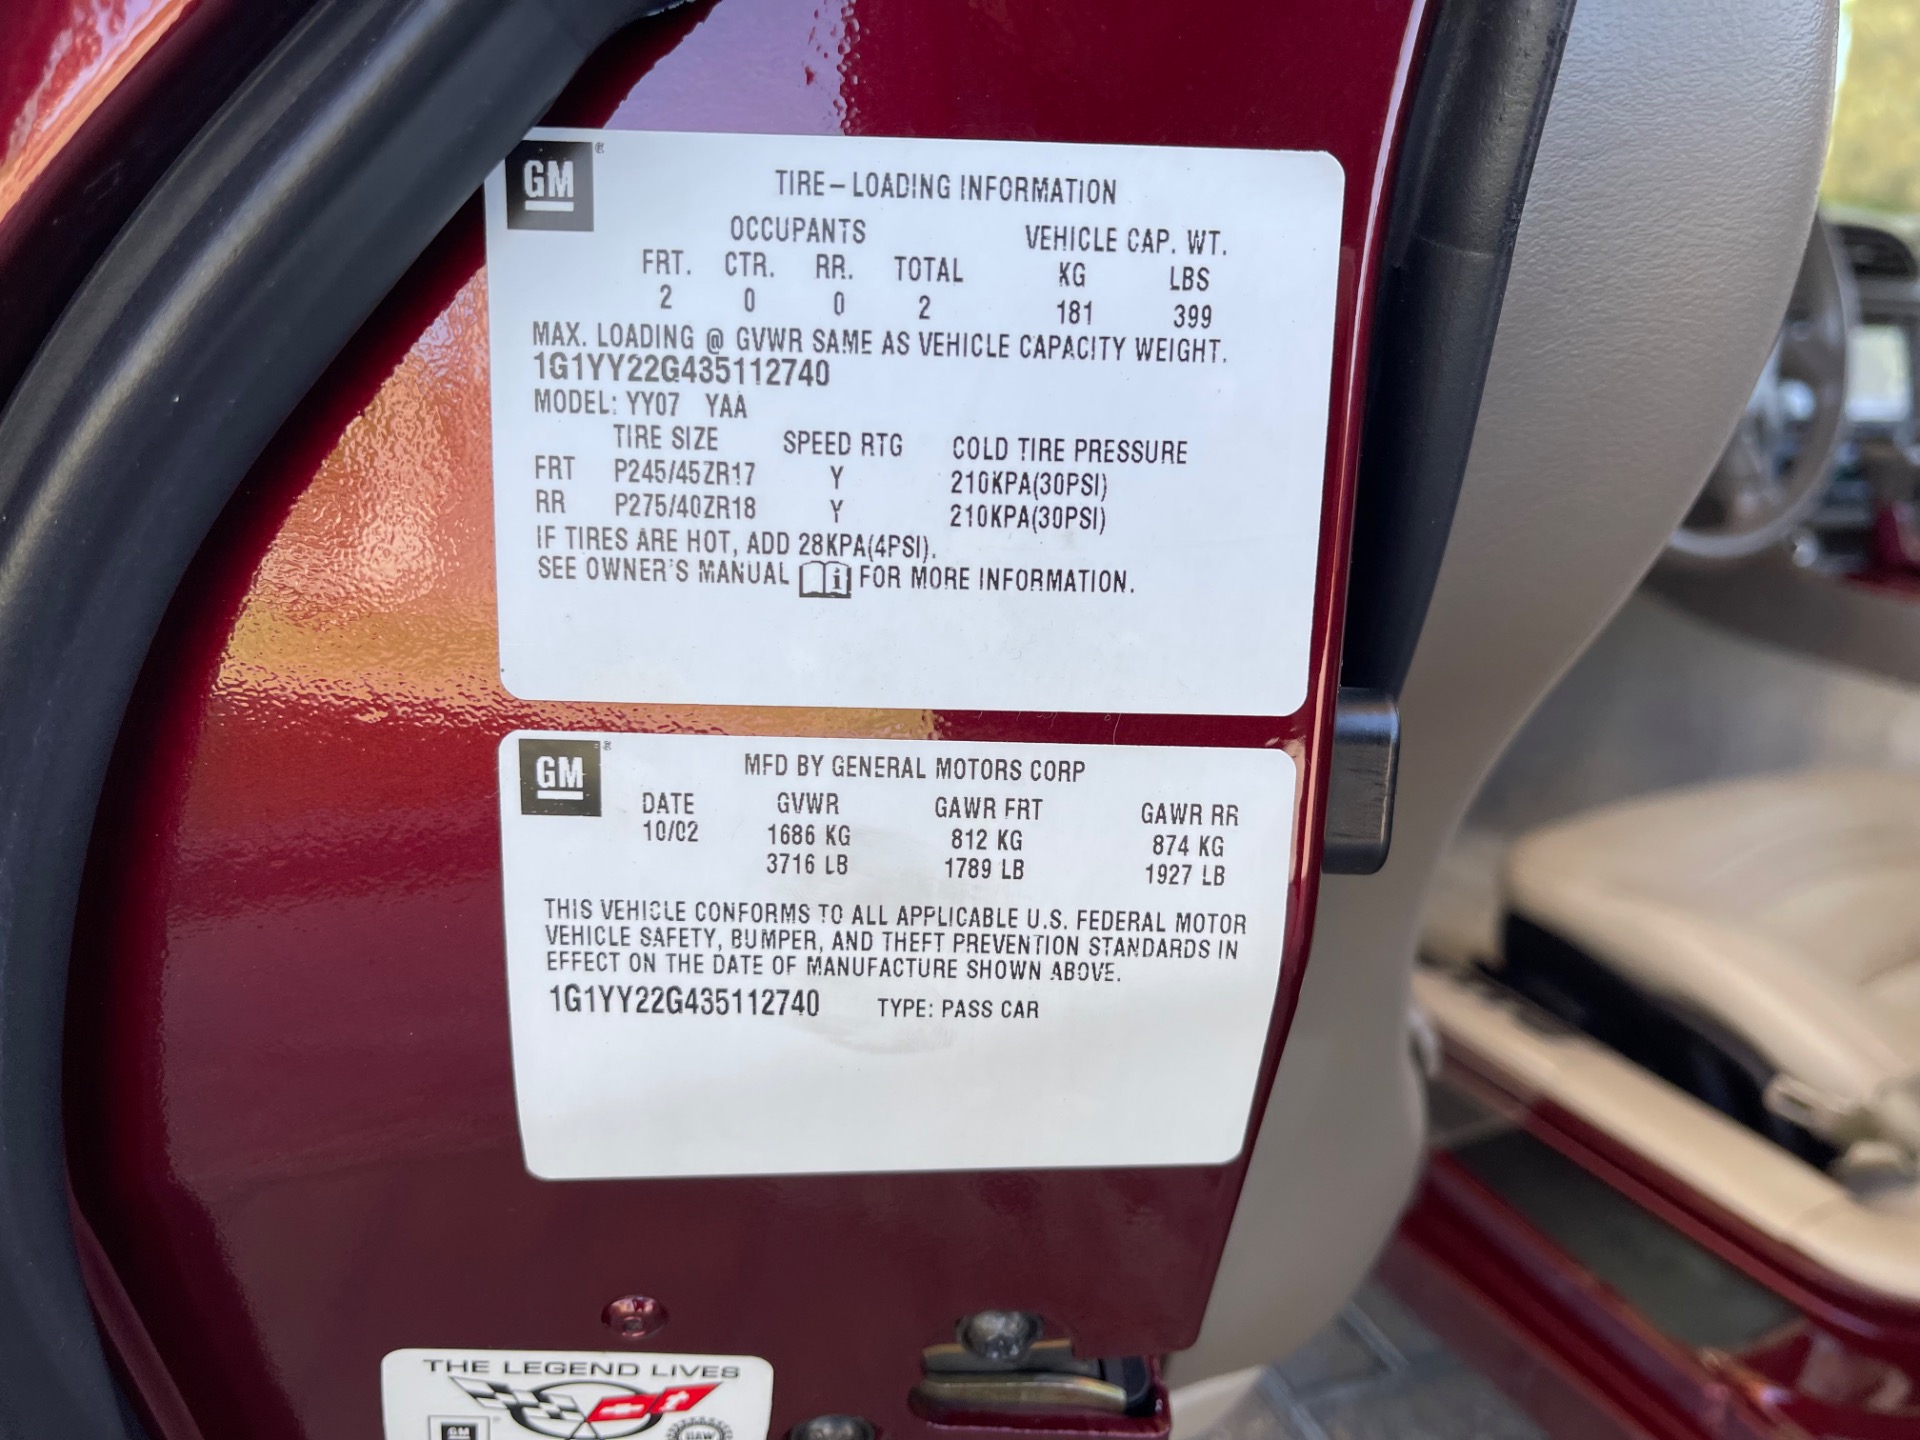 GM
TIRE-LOADING INFORMATION
OCCUPANTS VEHICLE CAP. WT.
FRT. CTR. RR. TOTAL KG LBS
2 0 0 2 181 399
MAX. LOADING @ GVWR SAME AS VEHICLE CAPACITY WEIGHT.
1G1YY22G435112740
MODEL: YY07 YAA
TIRE SIZE SPEED RTG COLD TIRE PRESSURE
FRT P245/45ZR17 Y 210KPA(30PSI)
RR P275/40ZR18 Y 210KPA(30PSI)
IF TIRES ARE HOT, ADD 28KPA(4PSI).
SEE OWNER'S MANUAL i FOR MORE INFORMATION.
GM
MFD BY GENERAL MOTORS CORP
DATE GVWR GAWR FRT GAWR RR
10/02 1686 KG 812 KG 874 KG
3716 LB 1789 LB 1927 LB
THIS VEHICLE CONFORMS TO ALL APPLICABLE U.S. FEDERAL MOTOR
VEHICLE SAFETY, BUMPER, AND THEFT PREVENTION STANDARDS IN
EFFECT ON THE DATE OF MANUFACTURE SHOWN ABOVE.
1G1YY22G435112740 TYPE: PASS CAR
THE LEGEND LIVES
GM UAW